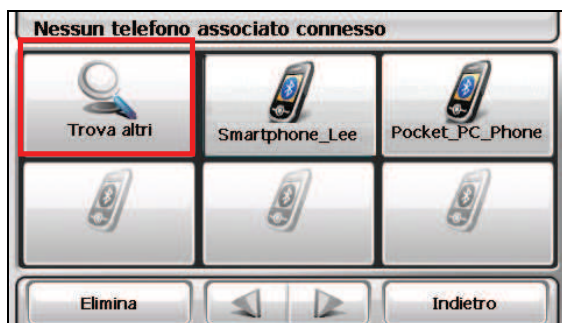 Nessun telefono associato connesso
Trova altri
Smartphone_Lee
Pocket_PC_Phone
Elimina
Indietro